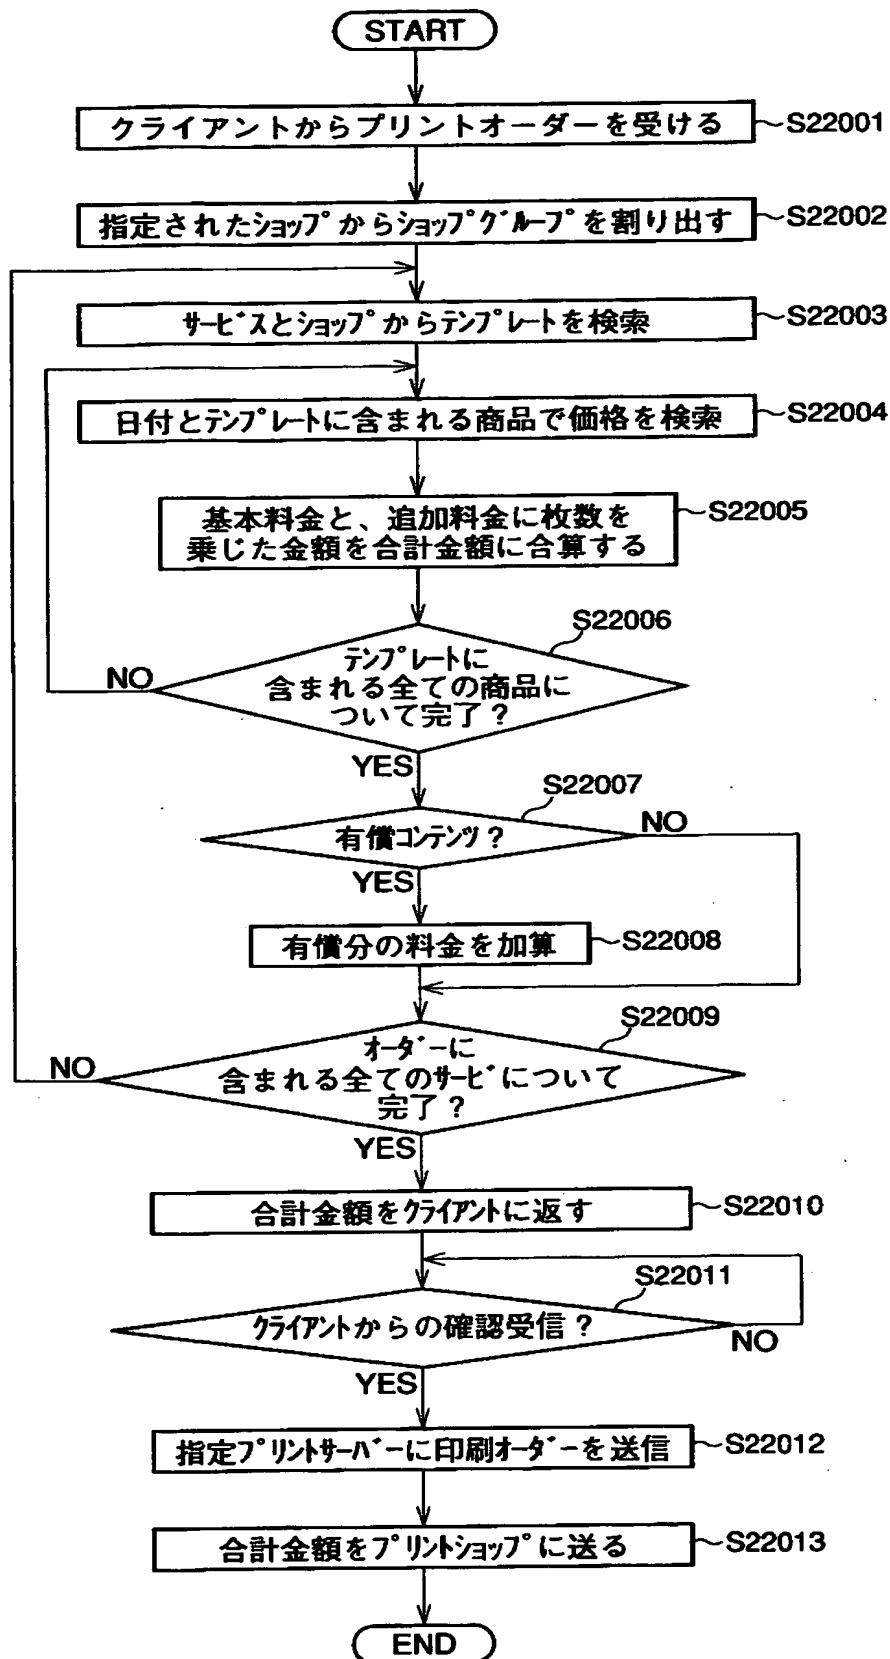 START
クライアントからプリントオーダーを受ける
S22001
指定されたショップからショップグループを割り出す
S22002
サービスとショップからテンプレートを検索
S22003
日付とテンプレートに含まれる商品で価格を検索
S22004
基本料金と、追加料金に枚数を
乗じた金額を合計金額に合算する
S22005
S22006
テンプレートに
含まれる全ての商品に
ついて完了？
NO
YES
S22007
有償コンテンツ？
NO
YES
有償分の料金を加算
S22008
S22009
オーダーに
含まれる全てのサービについて
完了？
NO
YES
合計金額をクライアントに返す
S22010
S22011
クライアントからの確認受信？
NO
YES
指定プリントサーバーに印刷オーダーを送信
S22012
合計金額をプリントショップに送る
S22013
END